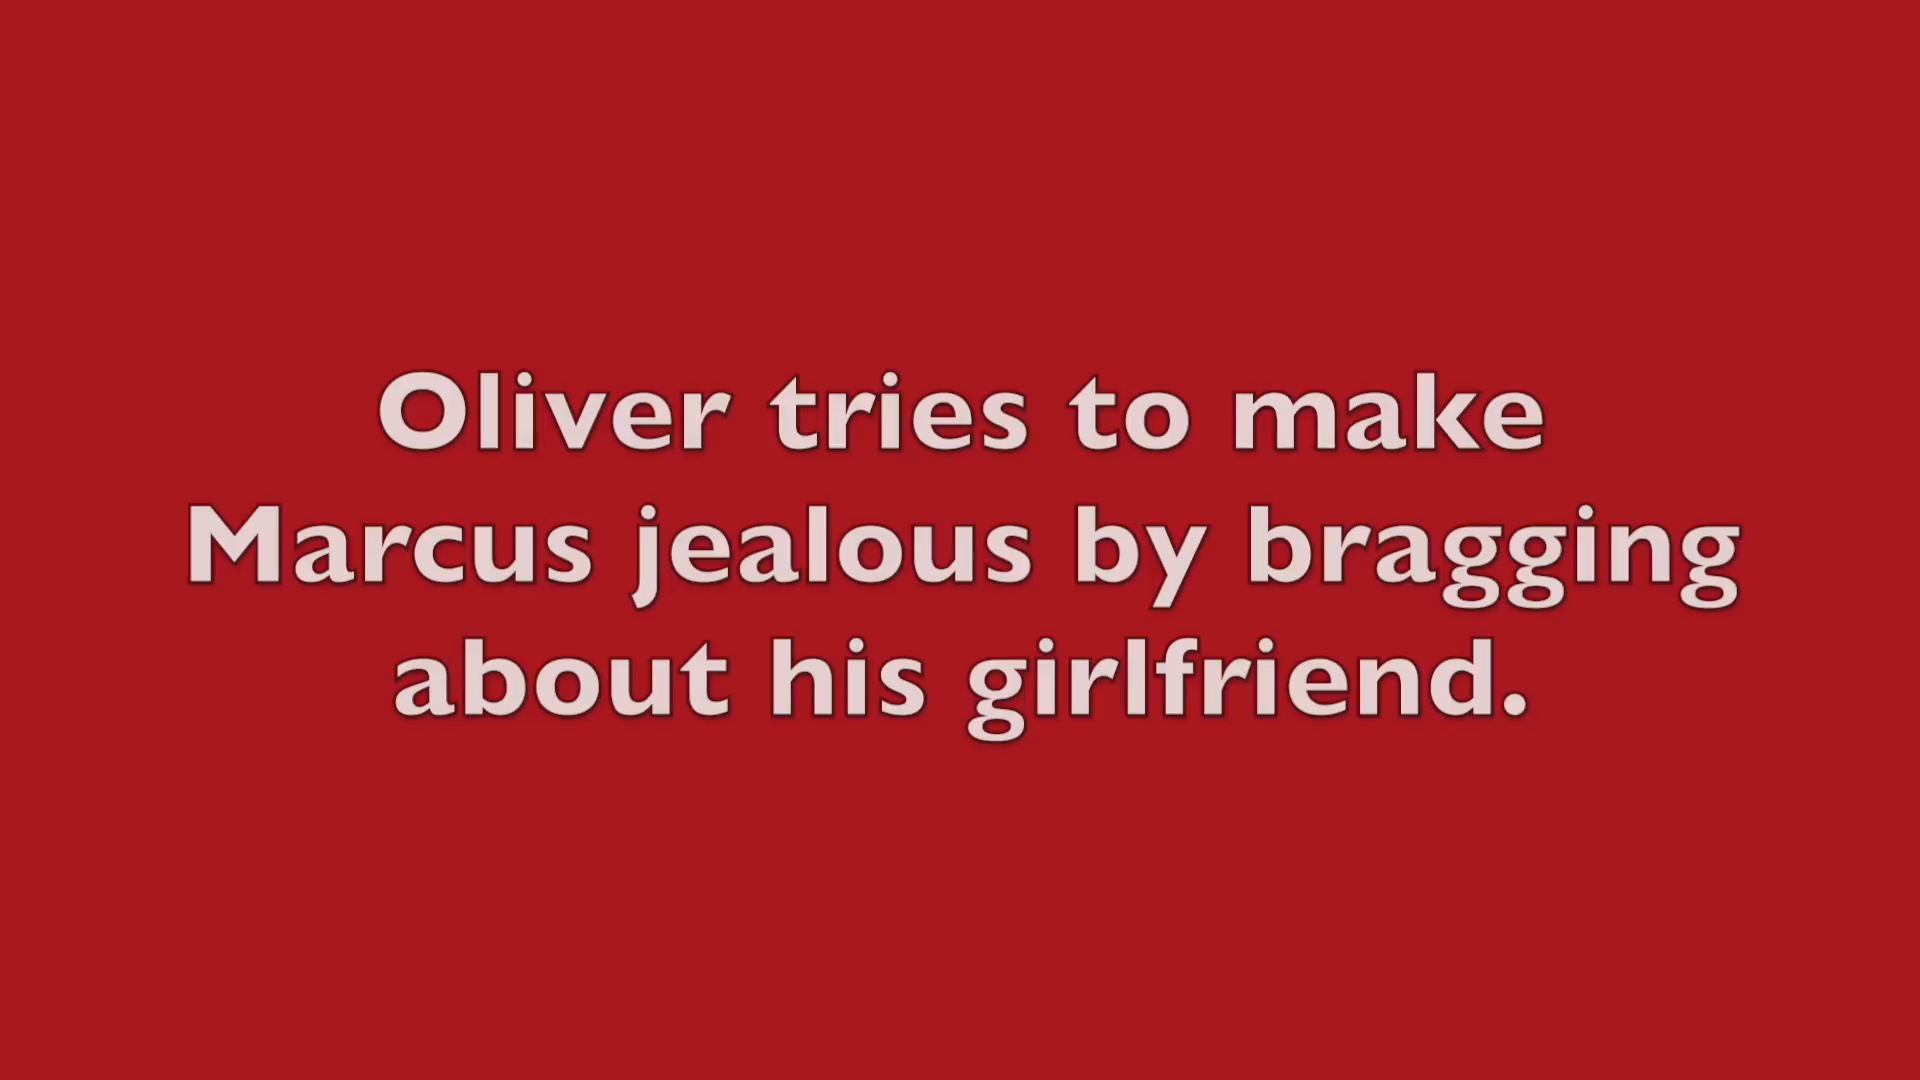 Oliver tries to make
Marcus jealous by bragging
about his girlfriend.